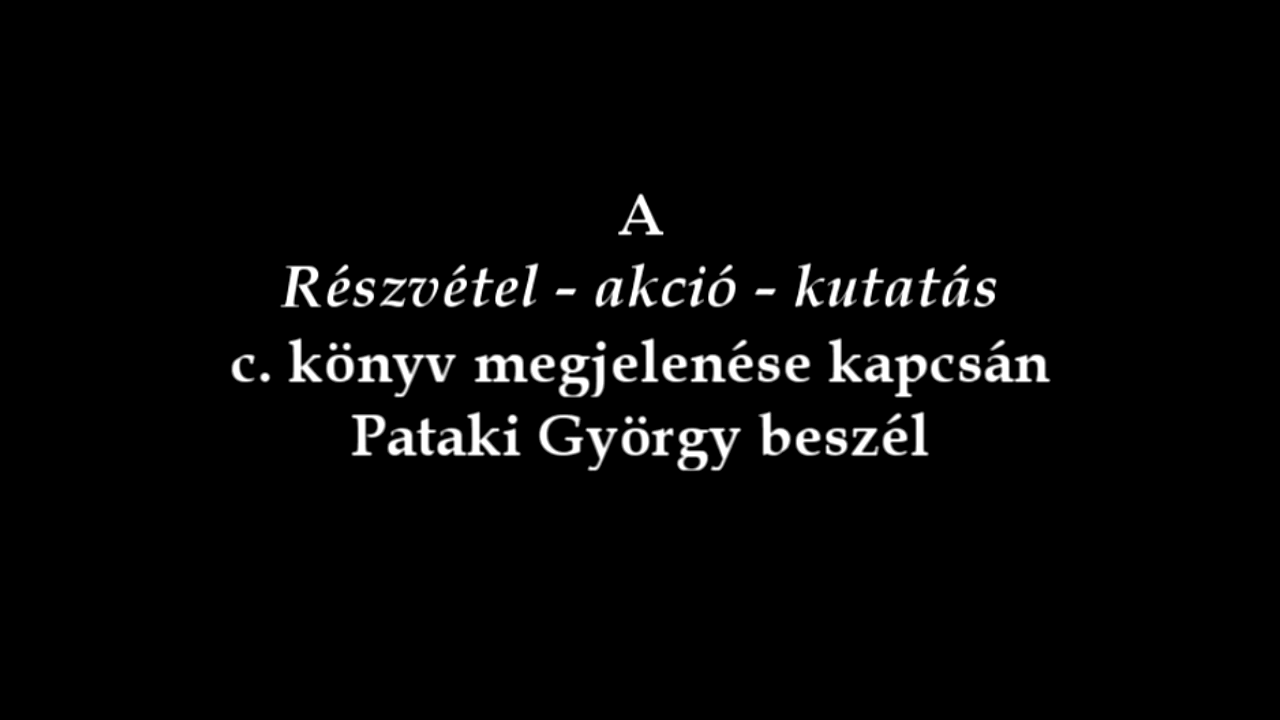 A
Részvétel - akció - kutatás
c. könyv megjelenése kapcsán
Pataki György beszél